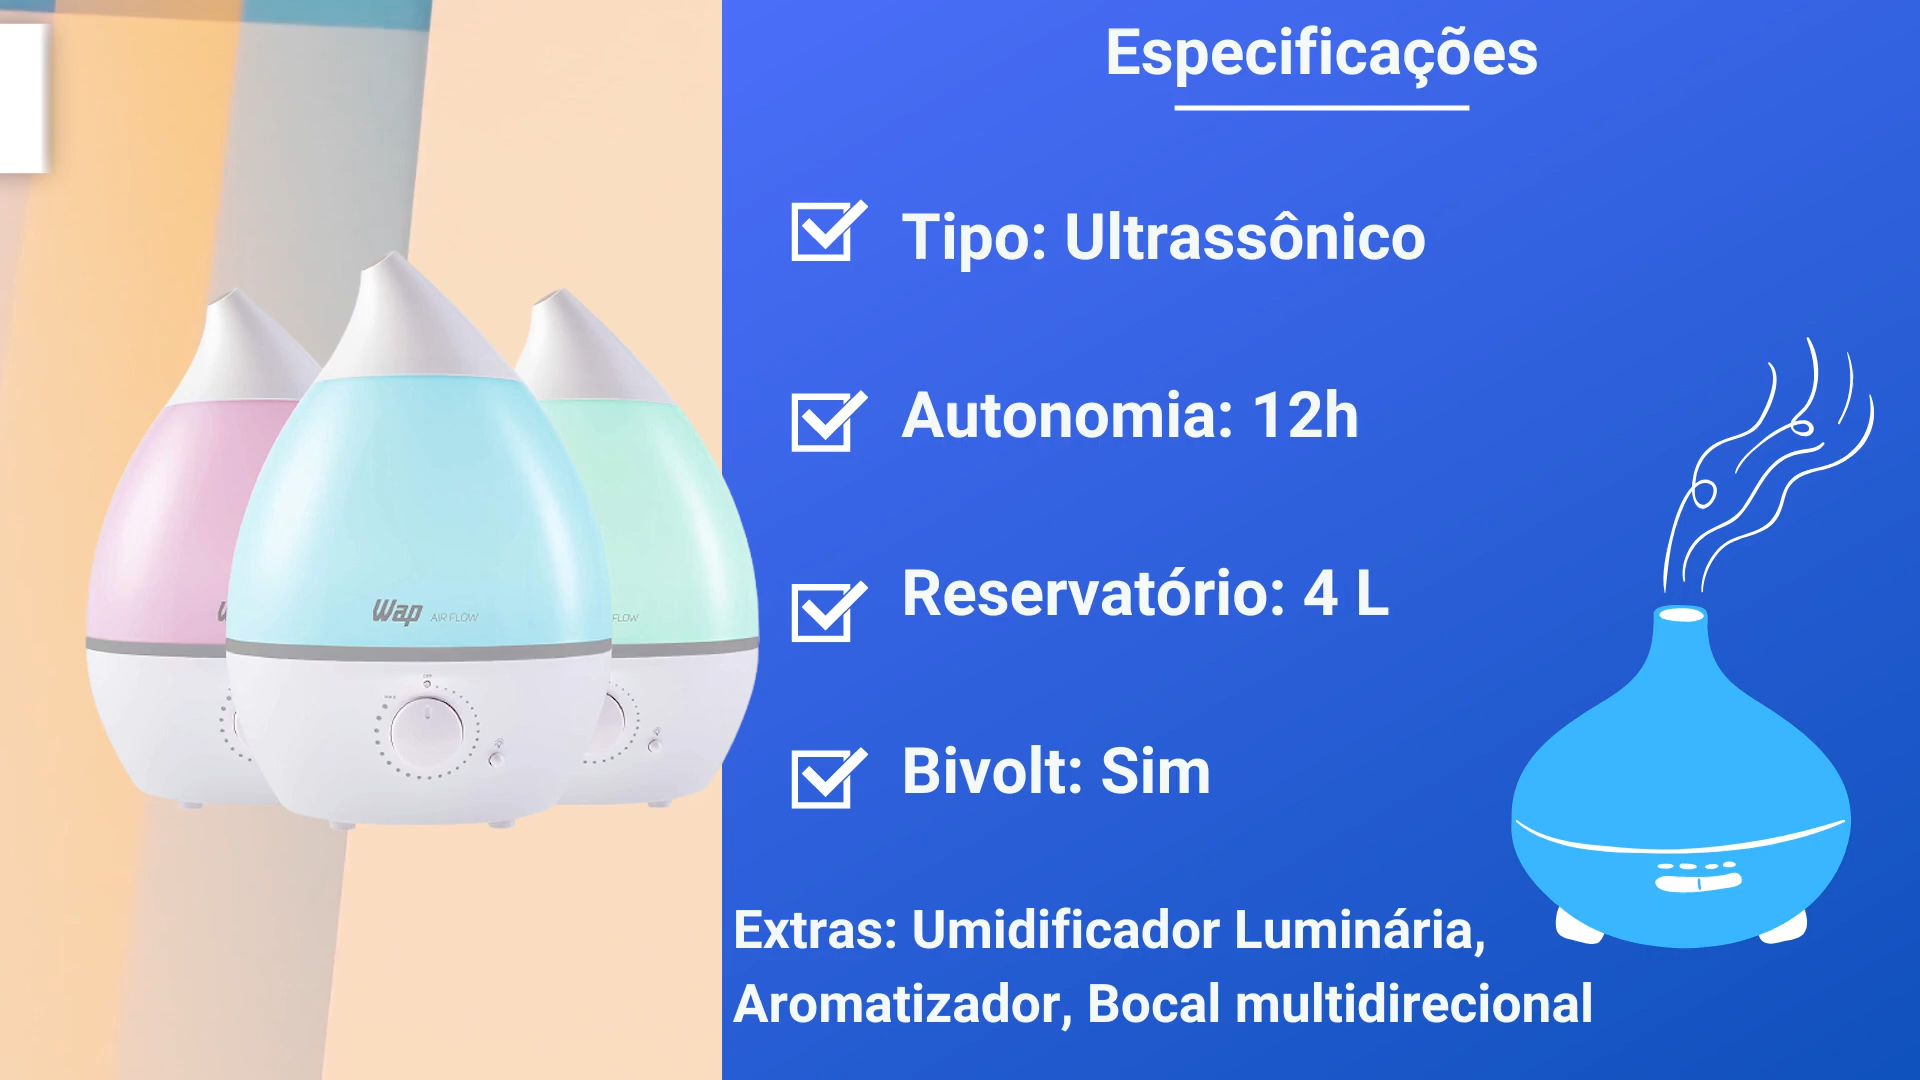 Especificações
Tipo: Ultrassônico
Autonomia: 12h
Reservatório: 4 L
Bivolt: Sim
Extras: Umidificador Luminária,
Aromatizador, Bocal multidirecional
Wap AIR FLOW
FLOW
OFF